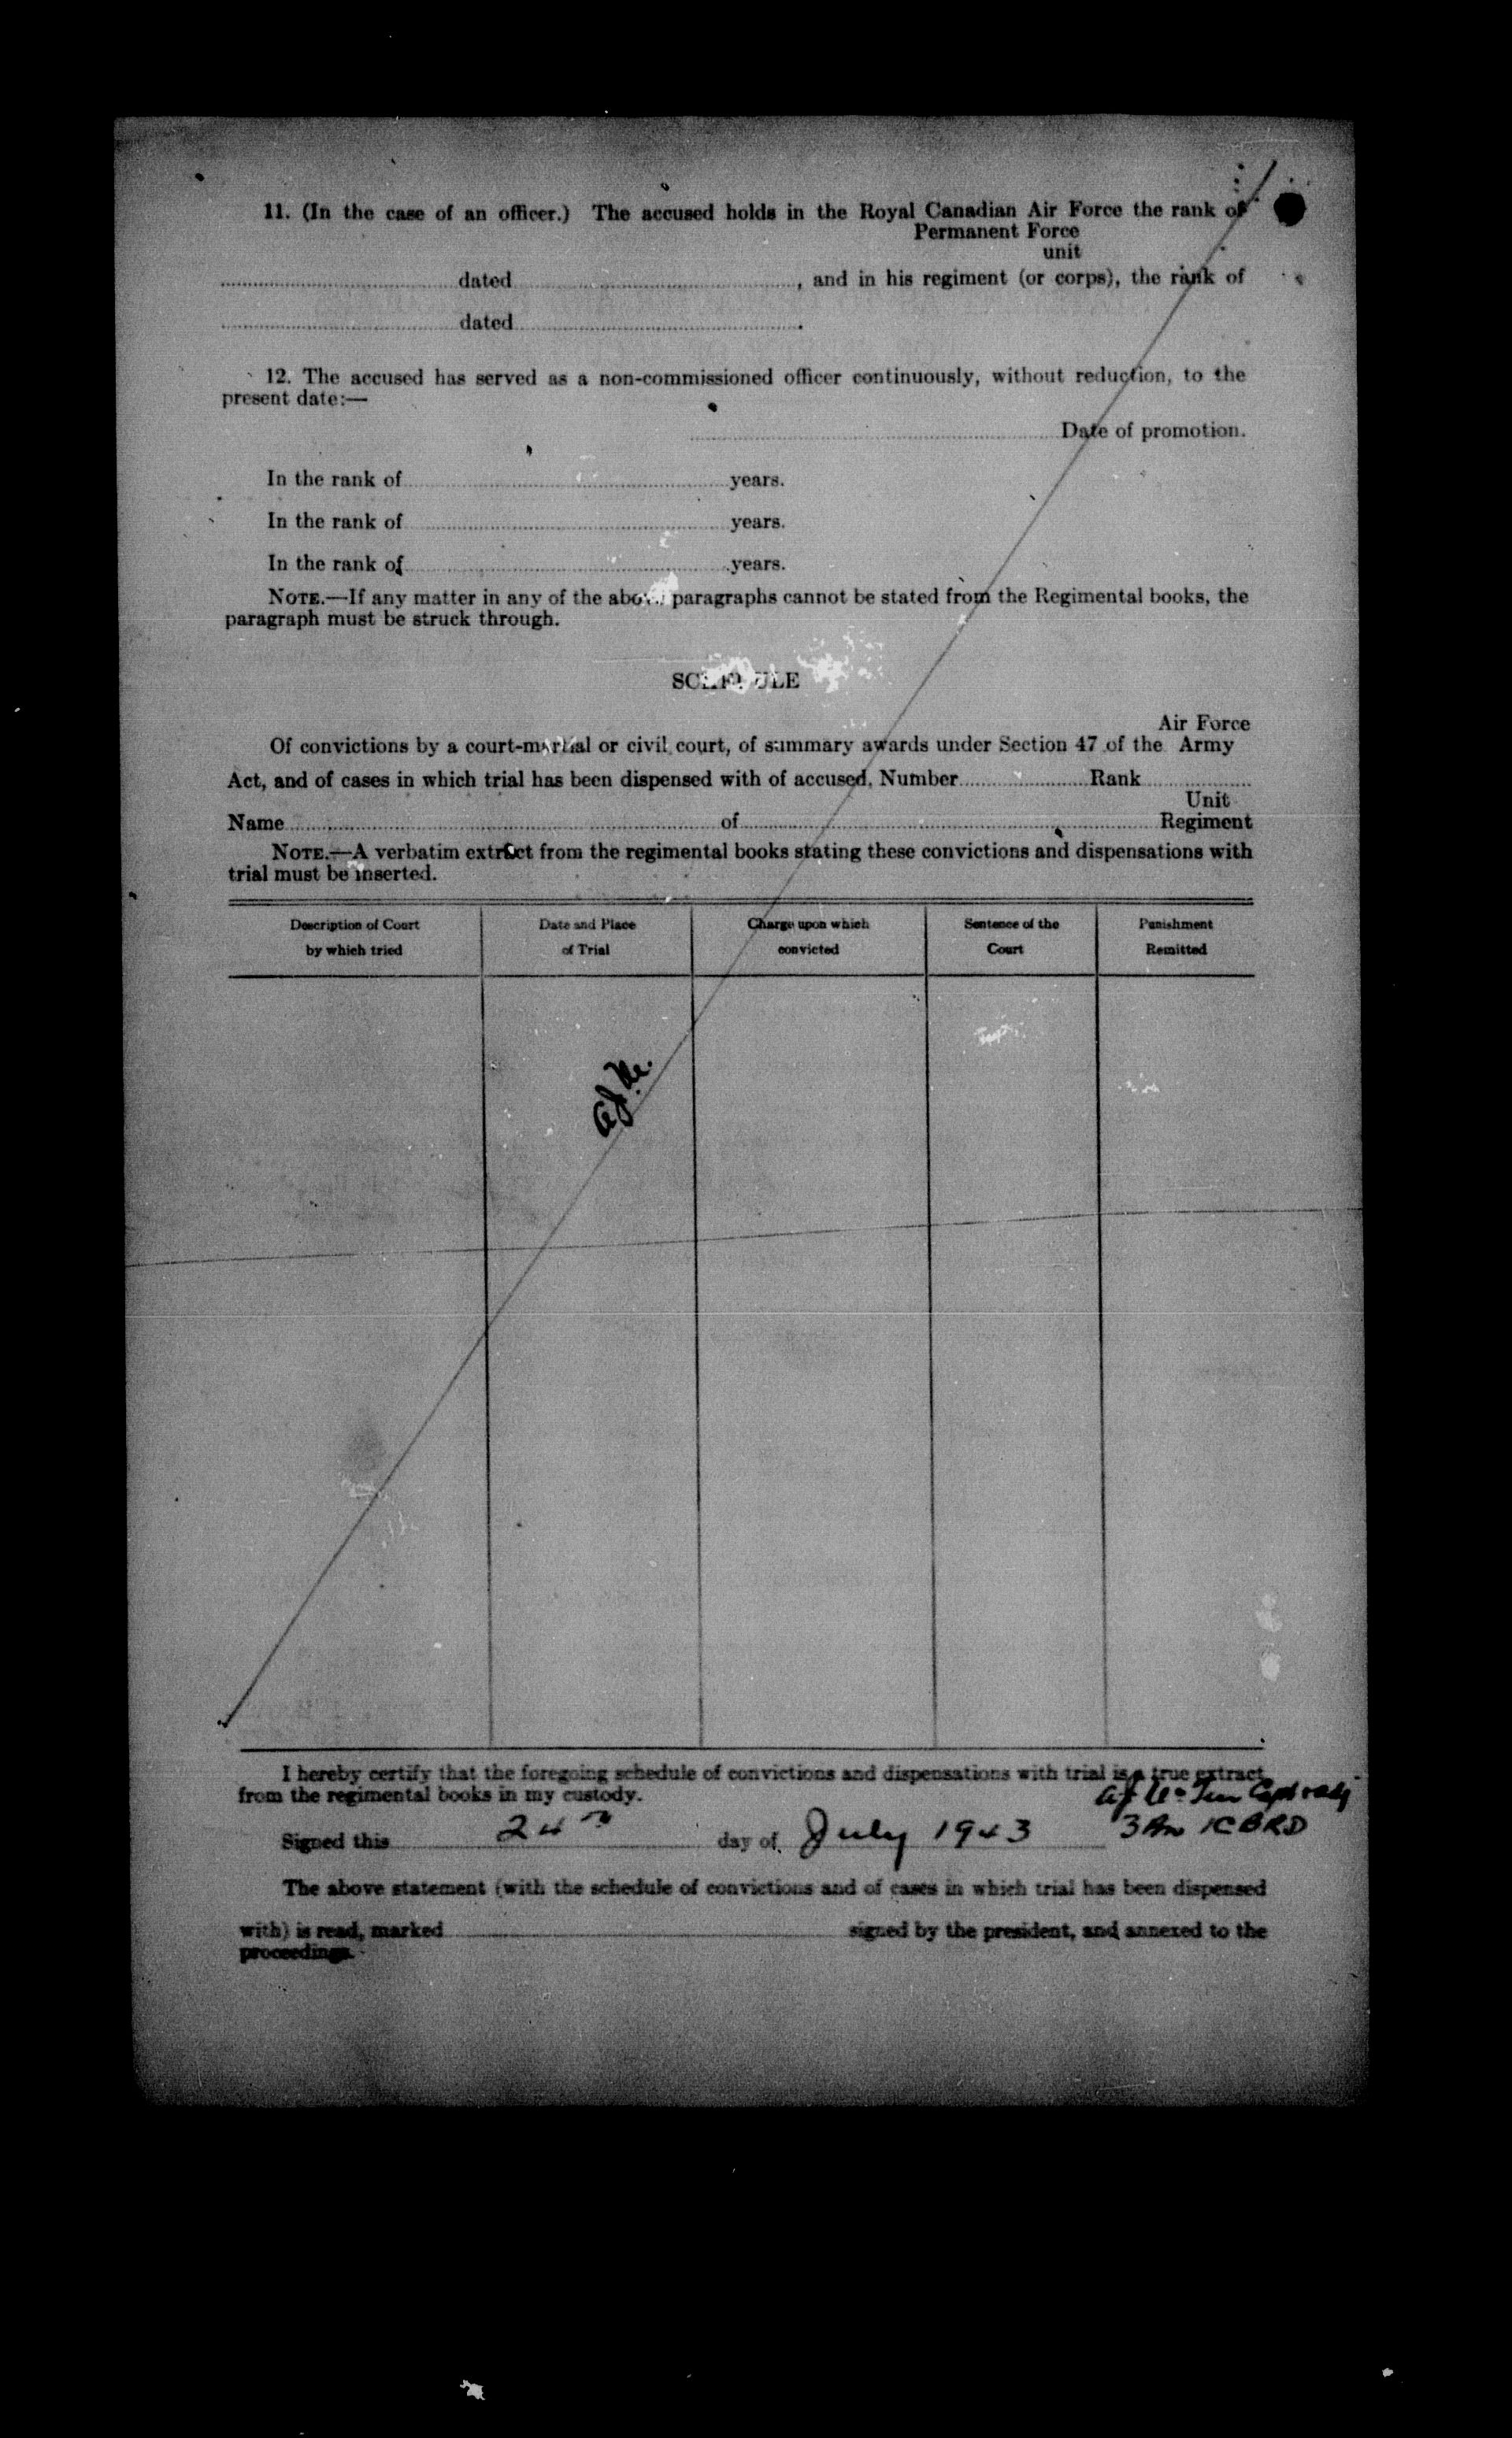 11. (In the case of an officer.) The accused holds in the Royal Canadian Air Force the rank of
Permanent Force
unit
dated , and in his regiment (or corps), the rank of
dated .
12. The accused has served as a non-commissioned officer continuously, without reduction, to the
present date:—
Date of promotion.
In the rank of years.
In the rank of years.
In the rank of years.
NOTE.—If any matter in any of the above paragraphs cannot be stated from the Regimental books, the
paragraph must be struck through.
SCHEDULE
Air Force
Of convictions by a court-martial or civil court, of summary awards under Section 47 of the Army
Act, and of cases in which trial has been dispensed with of accused, Number Rank
Unit
Name of Regiment
NOTE.—A verbatim extract from the regimental books stating these convictions and dispensations with
trial must be inserted.
Description of Court by which tried
Date and Place of Trial
Charge upon which convicted
Sentence of the Court
Punishment Remitted
I hereby certify that the foregoing schedule of convictions and dispensations with trial is a true extract
from the regimental books in my custody.
Capt
Signed this 24th day of July 1943
3
The above statement (with the schedule of convictions and of cases in which trial has been dispensed
with) is read, marked signed by the president, and annexed to the
proceedings.